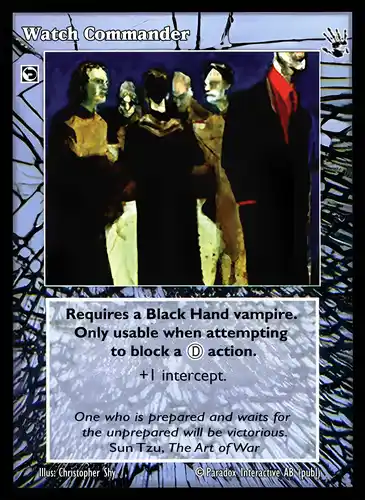 Watch Commander
Requires a Black Hand vampire.
Only usable when attempting
to block a Ⓓ action.
+1 intercept.
One who is prepared and waits for
the unprepared will be victorious.
Sun Tzu, The Art of War
Illus: Christopher Shy
© Paradox Interactive AB (publ)